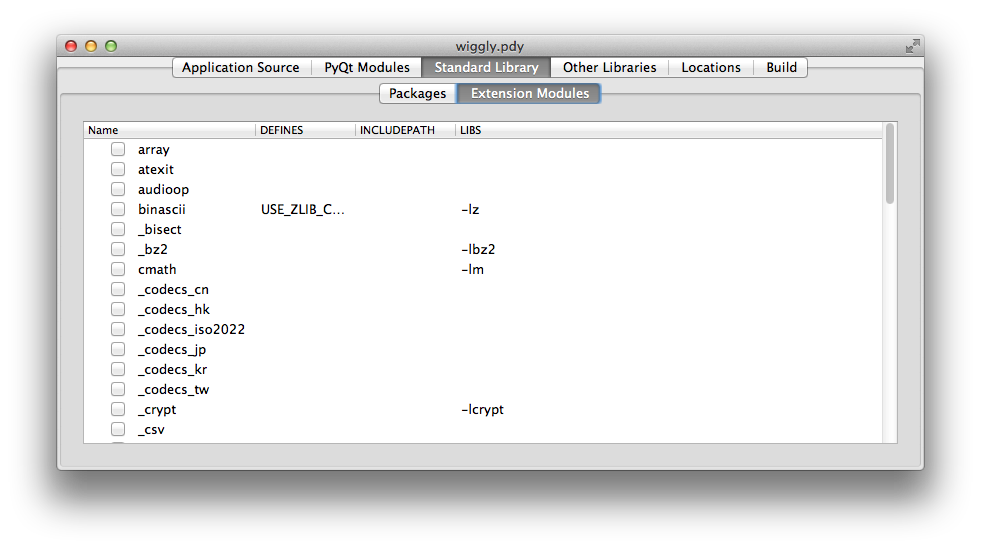 wiggly.pdy
Application Source PyQt Modules Standard Library Other Libraries Locations Build
Packages Extension Modules
Name DEFINES INCLUDEPATH LIBS
array
atexit
audioop
binascii USE_ZLIB_C... -lz
_bisect
_bz2 -lbz2
cmath -lm
_codecs_cn
_codecs_hk
_codecs_iso2022
_codecs_jp
_codecs_kr
_codecs_tw
_crypt -lcrypt
_csv